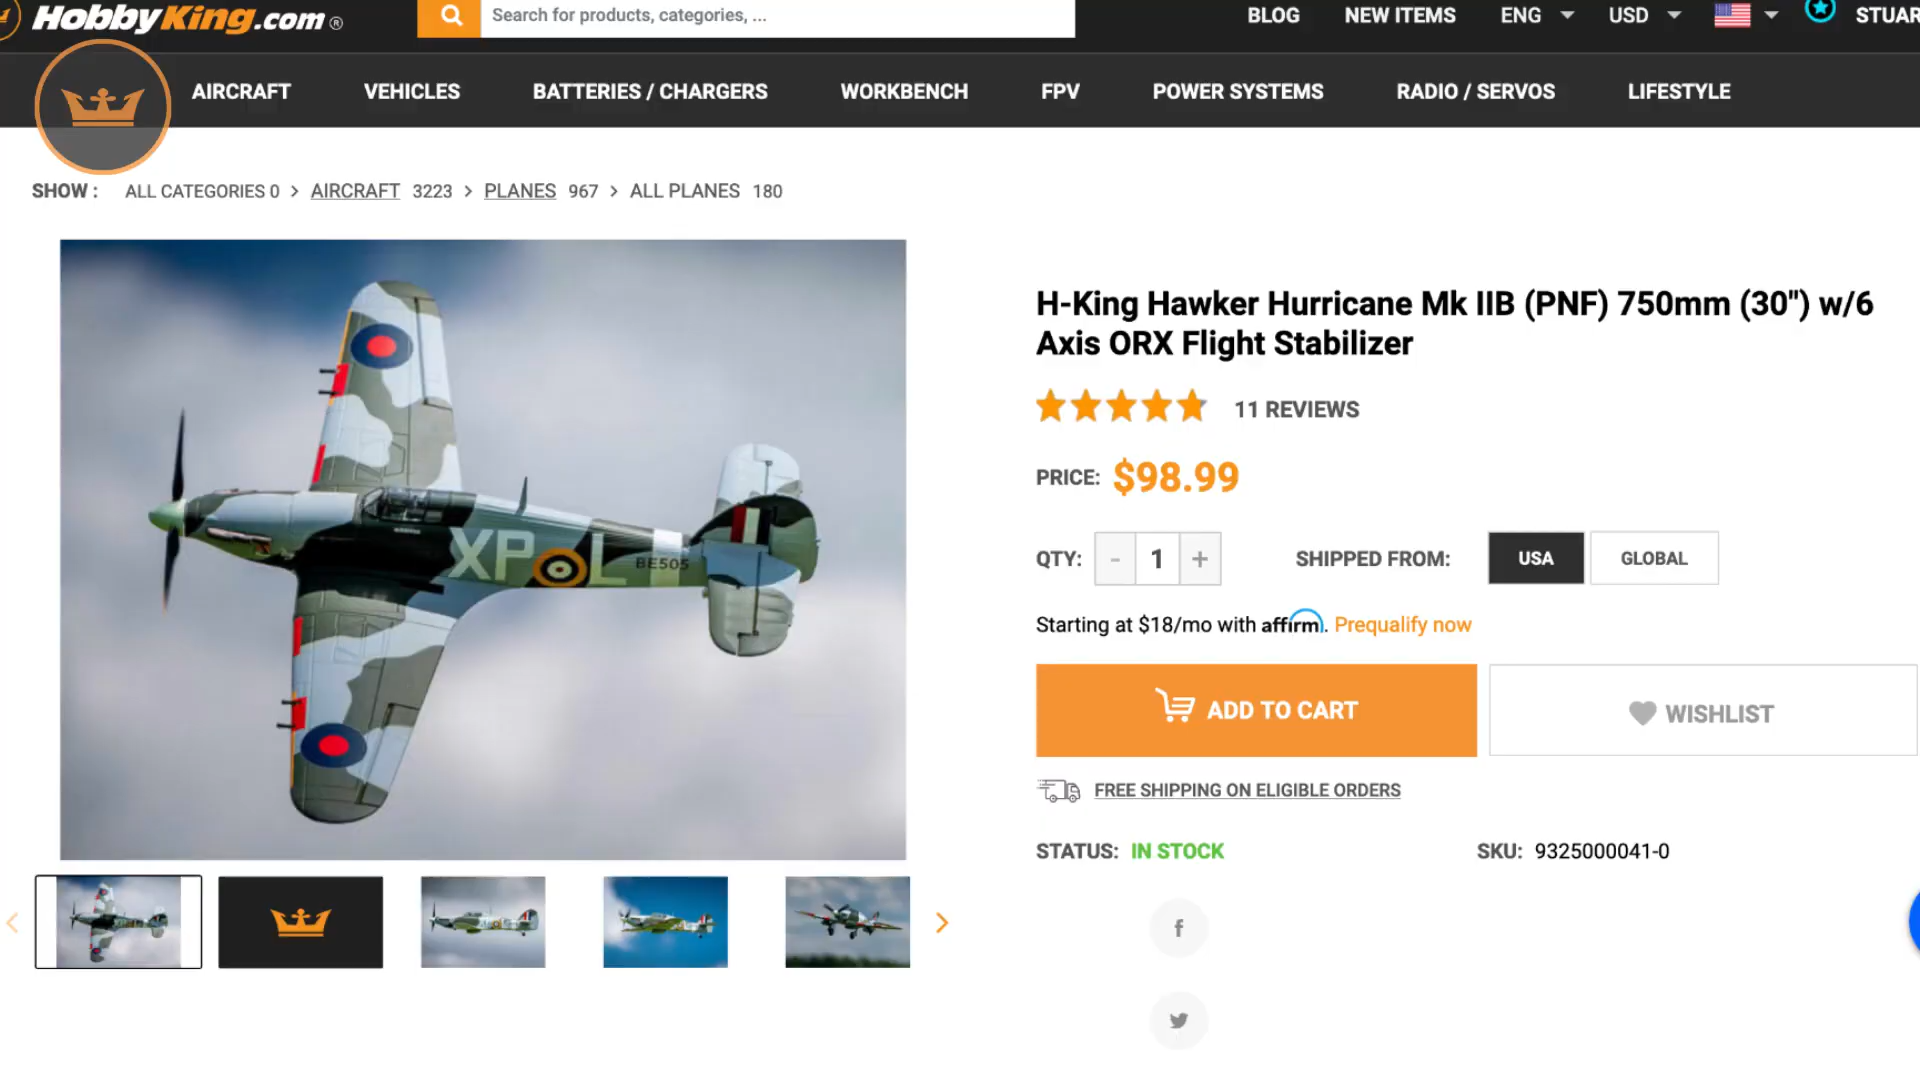 HobbyKing.com®
Search for products, categories, ...
BLOG
NEW ITEMS
ENG
USD
STUAR
AIRCRAFT
VEHICLES
BATTERIES / CHARGERS
WORKBENCH
FPV
POWER SYSTEMS
RADIO / SERVOS
LIFESTYLE
SHOW : ALL CATEGORIES 0 > AIRCRAFT 3223 > PLANES 967 > ALL PLANES 180
XP L
BE505
H-King Hawker Hurricane Mk IIB (PNF) 750mm (30") w/6
Axis ORX Flight Stabilizer
11 REVIEWS
PRICE: $98.99
QTY: - 1 +
SHIPPED FROM: USA GLOBAL
Starting at $18/mo with affirm. Prequalify now
ADD TO CART
WISHLIST
FREE SHIPPING ON ELIGIBLE ORDERS
STATUS: IN STOCK
SKU: 9325000041-0